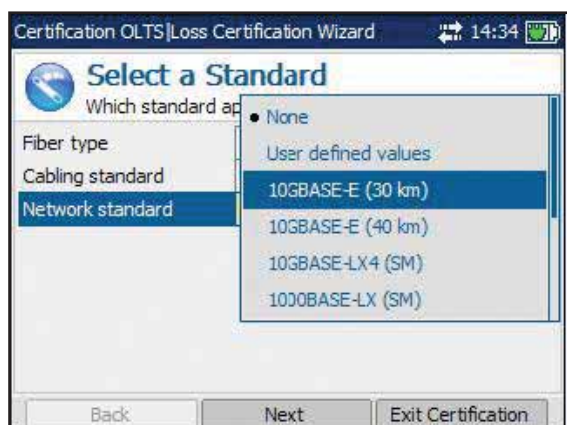 Certification OLTS|Loss Certification Wizard 14:34
Select a Standard
Which standard ap
Fiber type
Cabling standard
Network standard
None
User defined values
10GBASE-E (30 km)
10GBASE-E (40 km)
10GBASE-LX4 (SM)
1000BASE-LX (SM)
Back Next Exit Certification